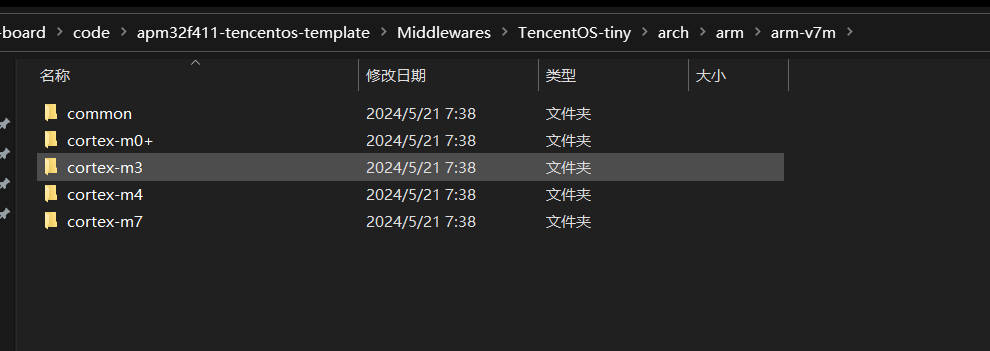 -board > code > apm32f411-tencentos-template > Middlewares > TencentOS-tiny > arch > arm > arm-v7m >
名称 修改日期 类型 大小
common 2024/5/21 7:38 文件夹
cortex-m0+ 2024/5/21 7:38 文件夹
cortex-m3 2024/5/21 7:38 文件夹
cortex-m4 2024/5/21 7:38 文件夹
cortex-m7 2024/5/21 7:38 文件夹